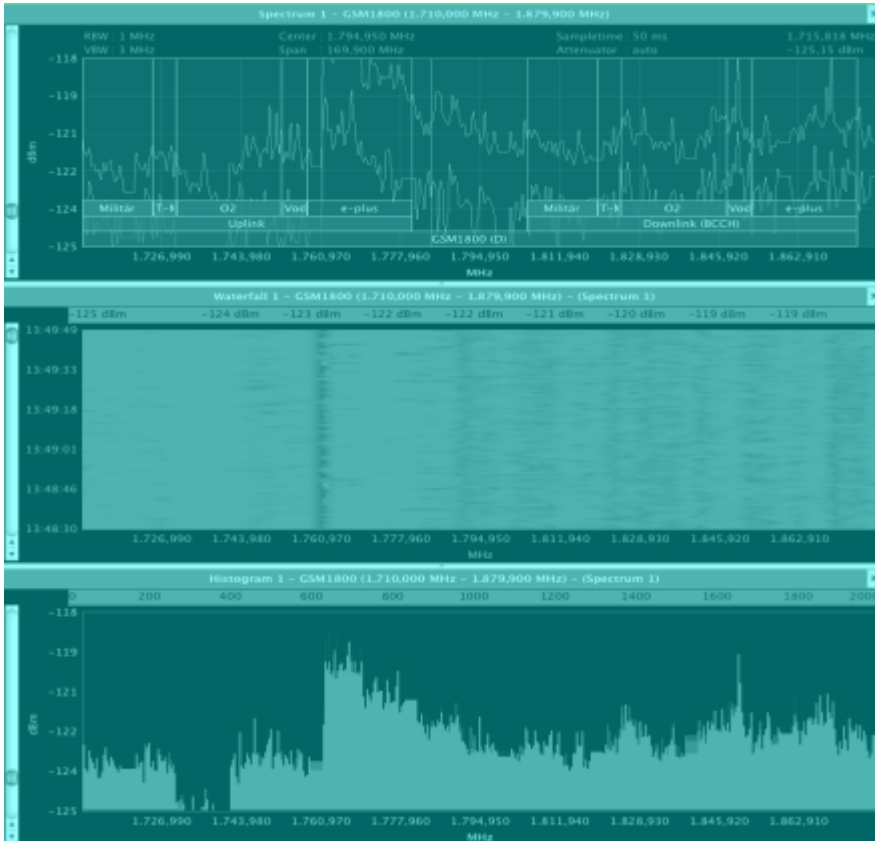 Spectrum 1 - GSM1800 (1.710,000 MHz - 1.879,900 MHz)
RBW : 1 MHz Center : 1.794,950 MHz Sampletime : 50 ms 1.715,818 MHz
VBW : 3 MHz Span : 169,900 MHz Attenuator : auto -125,15 dBm
-118
-119
-121
dBm
-122
-124
Militär T-M O2 Vod e-plus Militär T-M O2 Vod e-plus
Uplink Downlink (BCCH)
GSM1800 (D)
-125
1.726,990 1.743,980 1.760,970 1.777,960 1.794,950 1.811,940 1.828,930 1.845,920 1.862,910
MHz
Waterfall 1 - GSM1800 (1.710,000 MHz - 1.879,900 MHz) - (Spectrum 1)
-125 dBm -124 dBm -123 dBm -122 dBm -122 dBm -121 dBm -120 dBm -119 dBm -119 dBm
13:49:49
13:49:33
13:49:18
13:49:01
13:48:46
13:48:30
1.726,990 1.743,980 1.760,970 1.777,960 1.794,950 1.811,940 1.828,930 1.845,920 1.862,910
MHz
Histogram 1 - GSM1800 (1.710,000 MHz - 1.879,900 MHz) - (Spectrum 1)
0 200 400 600 800 1000 1200 1400 1600 1800 2000
-118
-119
-121
dBm
-122
-124
-125
1.726,990 1.743,980 1.760,970 1.777,960 1.794,950 1.811,940 1.828,930 1.845,920 1.862,910
MHz